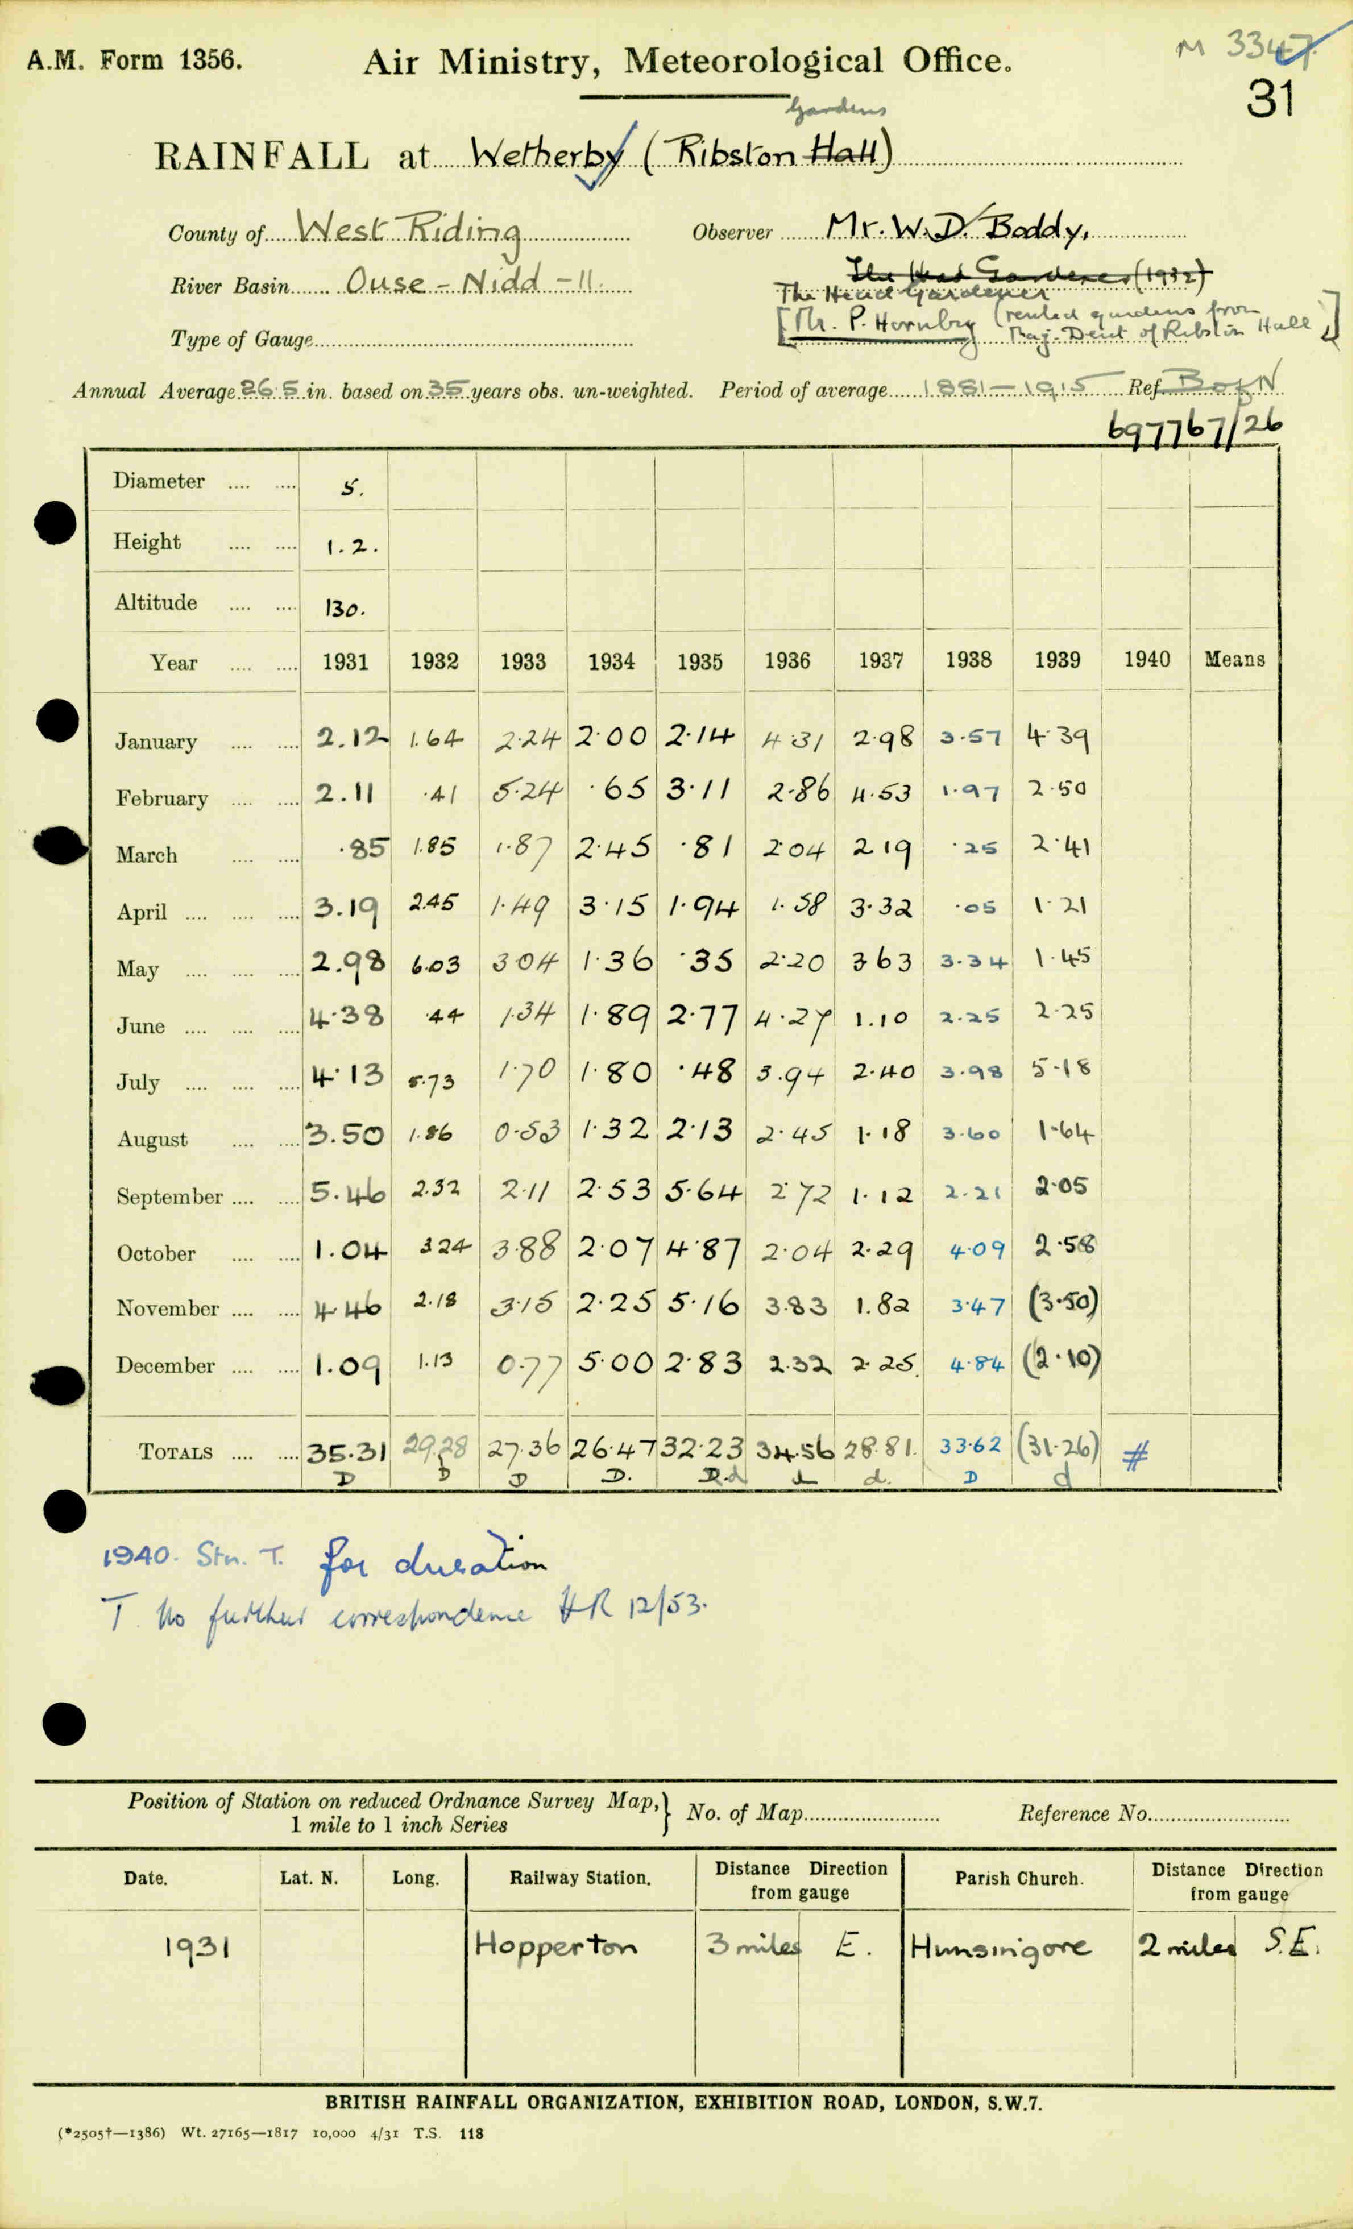 M 3347
A.M. Form 1356. Air Ministry, Meteorological Office.
31
Gardens
RAINFALL at Wetherby (Ribston Hall)
County of West Riding Observer Mr. W.D. Boddy,
The Head Gardener (1932)
River Basin Ouse - Nidd - 11. The Head Gardener
[Mr. P. Hornby (rented gardens from
Type of Gauge Maj. Dent of Ribston Hall)]
Annual Average 26.5 in. based on 35 years obs. un-weighted. Period of average 1881-1915 Ref B of N
697767/26
Diameter 5.
Height 1.2.
Altitude 130.
Year 1931 1932 1933 1934 1935 1936 1937 1938 1939 1940 Means
January 2.12 1.64 2.24 2.00 2.14 4.31 2.98 3.57 4.39
February 2.11 .41 5.24 .65 3.11 2.86 4.53 1.97 2.50
March .85 1.85 1.87 2.45 .81 2.04 2.19 .25 2.41
April 3.19 2.45 1.49 3.15 1.94 1.58 3.32 .05 1.21
May 2.98 6.03 3.04 1.36 .35 2.20 3.63 3.34 1.45
June 4.38 .44 1.34 1.89 2.77 4.27 1.10 2.25 2.25
July 4.13 5.73 1.70 1.80 .48 3.94 2.40 3.98 5.18
August 3.50 1.86 0.53 1.32 2.13 2.45 1.18 3.60 1.64
September 5.46 2.32 2.11 2.53 5.64 2.72 1.12 2.21 2.05
October 1.04 3.24 3.88 2.07 4.87 2.04 2.29 4.09 2.58
November 4.46 2.18 3.15 2.25 5.16 3.83 1.82 3.47 (3.50)
December 1.09 1.13 0.77 5.00 2.83 2.32 2.25 4.84 (2.10)
TOTALS 35.31 29.28 27.36 26.47 32.23 34.56 28.81. 33.62 (31.26) #
D D D D. D.d d d. D d
1940. Stn. T. for duration
T No further correspondence HR 12/53.
Position of Station on reduced Ordnance Survey Map, } No. of Map Reference No.
1 mile to 1 inch Series
Date. Lat. N. Long. Railway Station. Distance Direction from gauge Parish Church. Distance Direction from gauge
1931 Hopperton 3 miles E. Hunsingore 2 miles S.E.
BRITISH RAINFALL ORGANIZATION, EXHIBITION ROAD, LONDON, S.W.7.
(*2505†—1386) Wt. 27165—1817 10,000 4/31 T.S. 118